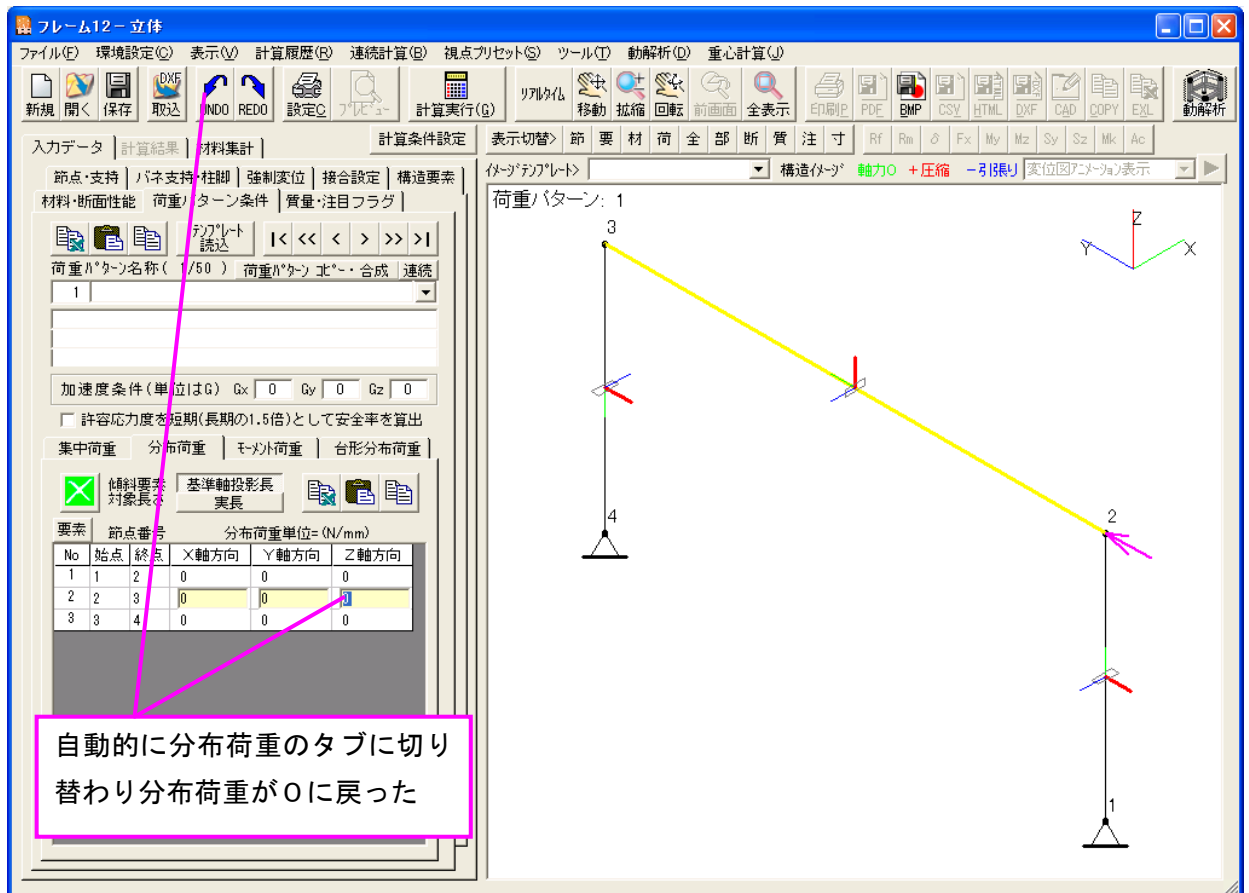 フレーム12－立体
ファイル(F) 環境設定(C) 表示(V) 計算履歴(R) 連続計算(B) 視点プリセット(S) ツール(T) 動解析(D) 重心計算(J)
新規 開く 保存 DXF 取込 UNDO REDO 設定C ﾌﾟﾚﾋﾞｭｰ 計算実行(G) ﾘｱﾙﾀｲﾑ 移動 拡縮 回転 前画面 全表示 印刷P PDF BMP CSV HTML DXF CAD COPY EXL 動解析
入力データ 計算結果 材料集計 計算条件設定
表示切替> 節 要 材 荷 全 部 断 質 注 寸 Rf Rm δ Fx My Mz Sy Sz Mk Ac
ｲﾒｰｼﾞﾃﾝﾌﾟﾚｰﾄ> 構造ｲﾒｰｼﾞ 軸力0 +圧縮 －引張り 変位図ｱﾆﾒｰｼｮﾝ表示
節点・支持 バネ支持・柱脚 強制変位 接合設定 構造要素
材料・断面性能 荷重パターン条件 質量・注目フラグ
ﾃﾝﾌﾟﾚｰﾄ 読込 |< << < > >> >|
荷重ﾊﾟﾀｰﾝ名称( 1/50 ) 荷重ﾊﾟﾀｰﾝ ｺﾋﾟｰ・合成 連続
1
加速度条件(単位はG) Gx 0 Gy 0 Gz 0
許容応力度を短期(長期の1.5倍)として安全率を算出
集中荷重 分布荷重 ﾓｰﾒﾝﾄ荷重 台形分布荷重
傾斜要素 対象長さ 基準軸投影長 実長
要素 節点番号 分布荷重単位=(N/mm)
No 始点 終点 X軸方向 Y軸方向 Z軸方向
1 1 2 0 0 0
2 2 3 0 0 0
3 3 4 0 0 0
自動的に分布荷重のタブに切り
替わり分布荷重が０に戻った
荷重パターン: 1
3
Z
Y X
4
2
1